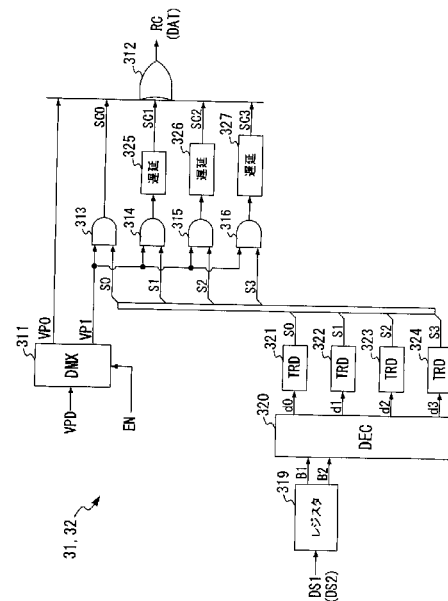 31, 32
VPD
311
DMX
EN
VP0
VP1
313
314
315
316
S0
S1
S2
S3
325
遅延
326
遅延
327
遅延
SC0
SC1
SC2
SC3
312
RC
(DAT)
DS1
(DS2)
319
レジスタ
B1
B2
320
DEC
d0
d1
d2
d3
321
TRD
322
TRD
323
TRD
324
TRD
S0
S1
S2
S3